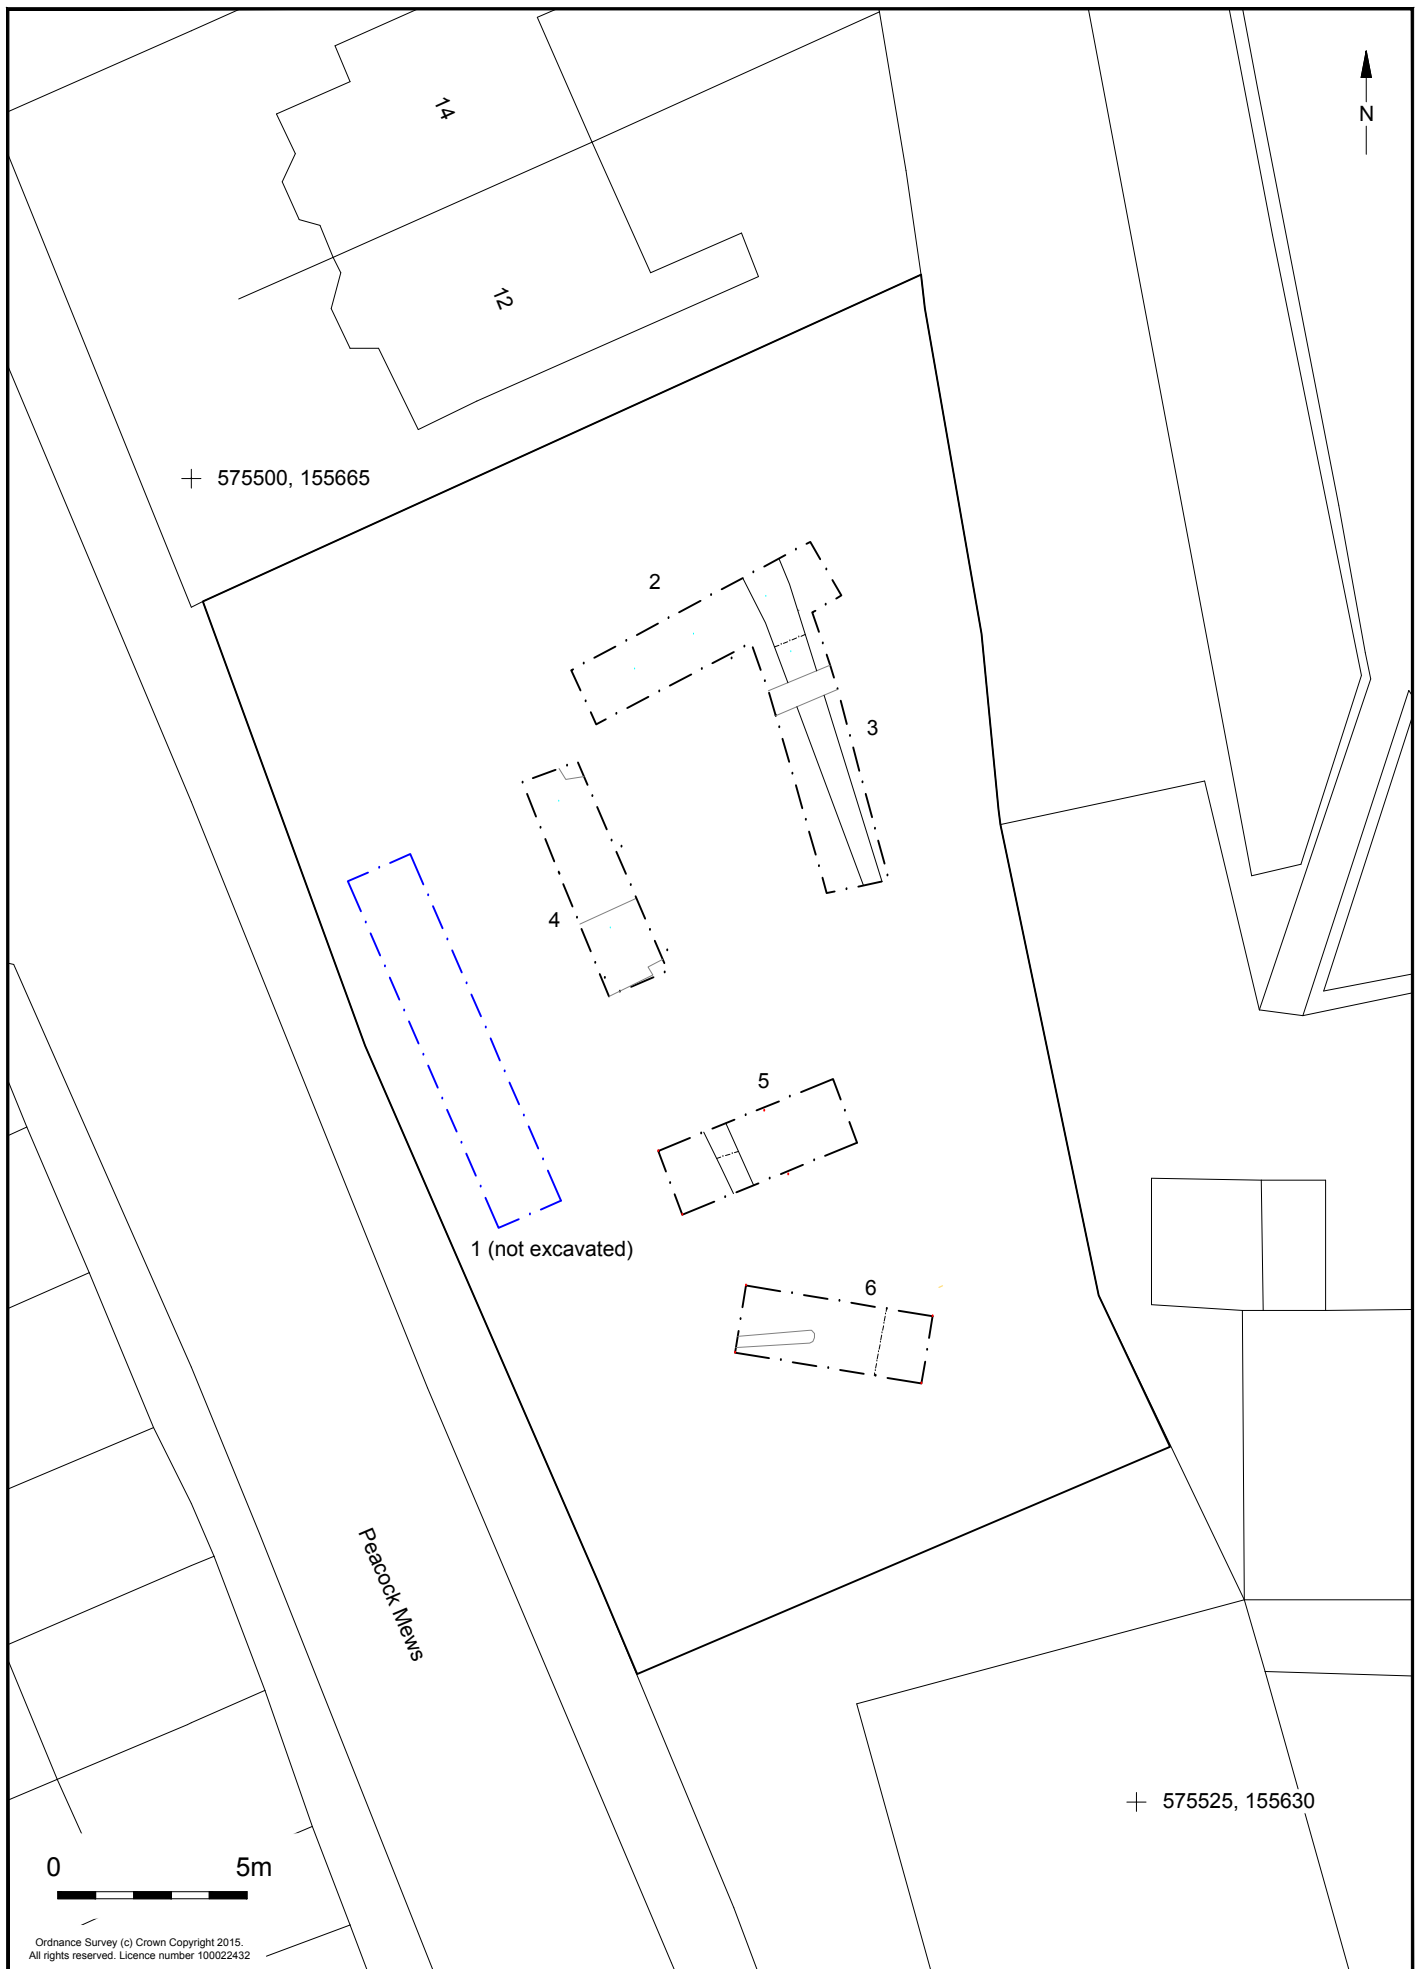 14
N
12
575500, 155665
2
3
4
5
1 (not excavated)
6
Peacock Mews
575525, 155630
0 5m
Ordnance Survey (c) Crown Copyright 2015.
All rights reserved. Licence number 100022432